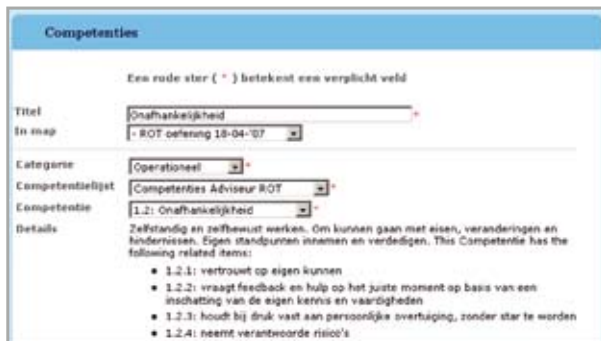 Competenties
Een rode ster ( * ) betekent een verplicht veld
Titel Onafhankelijkheid *
In map - ROT oefening 18-04-'07
Categorie Operationeel *
Competentielijst Competenties Adviseur ROT *
Competentie 1.2: Onafhankelijkheid *
Details Zelfstandig en zelfbewust werken. Om kunnen gaan met eisen, veranderingen en
hindernissen. Eigen standpunten innemen en verdedigen. This Competentie has the
following related items:
• 1.2.1: vertrouwt op eigen kunnen
• 1.2.2: vraagt feedback en hulp op het juiste moment op basis van een
inschatting van de eigen kennis en vaardigheden
• 1.2.3: houdt bij druk vast aan persoonlijke overtuiging, zonder star te worden
• 1.2.4: neemt verantwoorde risico's